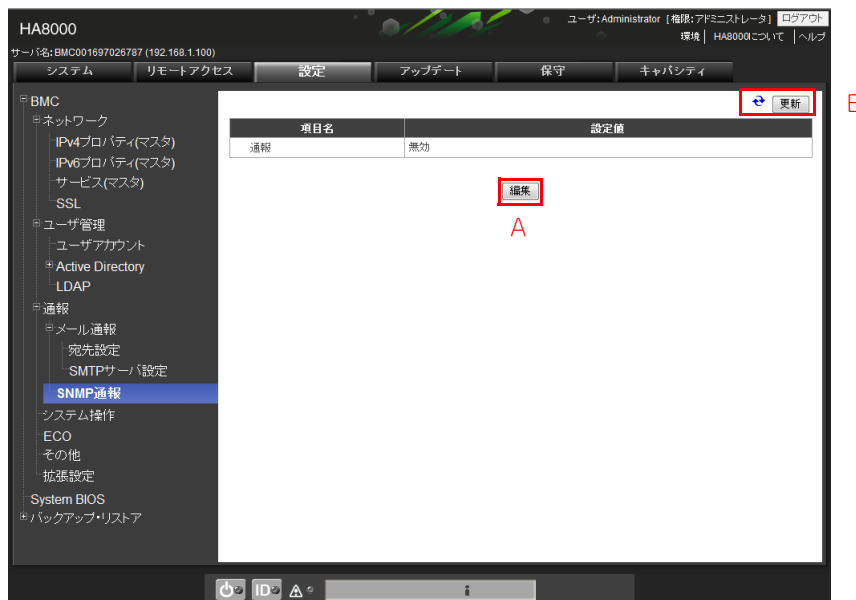 HA8000
ユーザ:Administrator [権限:アドミニストレータ] ログアウト
環境 HA8000について ヘルプ
サーバ名:BMC001697026787 (192.168.1.100)
システム リモートアクセス 設定 アップデート 保守 キャパシティ
BMC
ネットワーク
IPv4プロパティ(マスタ)
IPv6プロパティ(マスタ)
サービス(マスタ)
SSL
ユーザ管理
ユーザアカウント
Active Directory
LDAP
通報
メール通報
宛先設定
SMTPサーバ設定
SNMP通報
システム操作
ECO
その他
拡張設定
System BIOS
バックアップ・リストア
更新
項目名 設定値
通報 無効
編集
A
ID